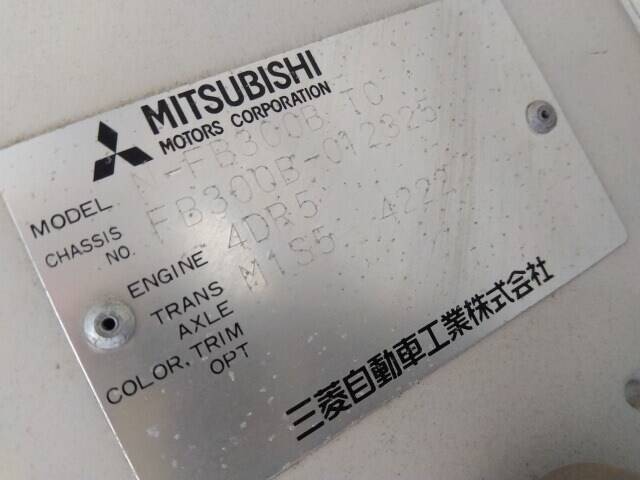 MITSUBISHI
MOTORS CORPORATION
MODEL N-FB300B TC
CHASSIS NO. FB300B-012325
ENGINE 4DR5
TRANS AXLE M1S5 4222
COLOR, TRIM
OPT
三菱自動車工業株式会社